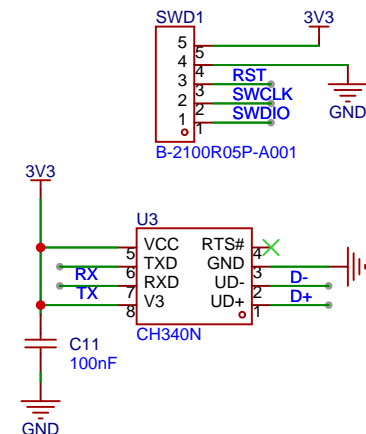 SWD1
3V3
5 5
4 4
3 3 RST
2 2 SWCLK
1 1 SWDIO
GND
B-2100R05P-A001
3V3
U3
VCC RTS#
5 4
RX TXD GND
6 3
TX RXD UD- D-
7 2
V3 UD+ D+
8 1
CH340N
C11
100nF
GND